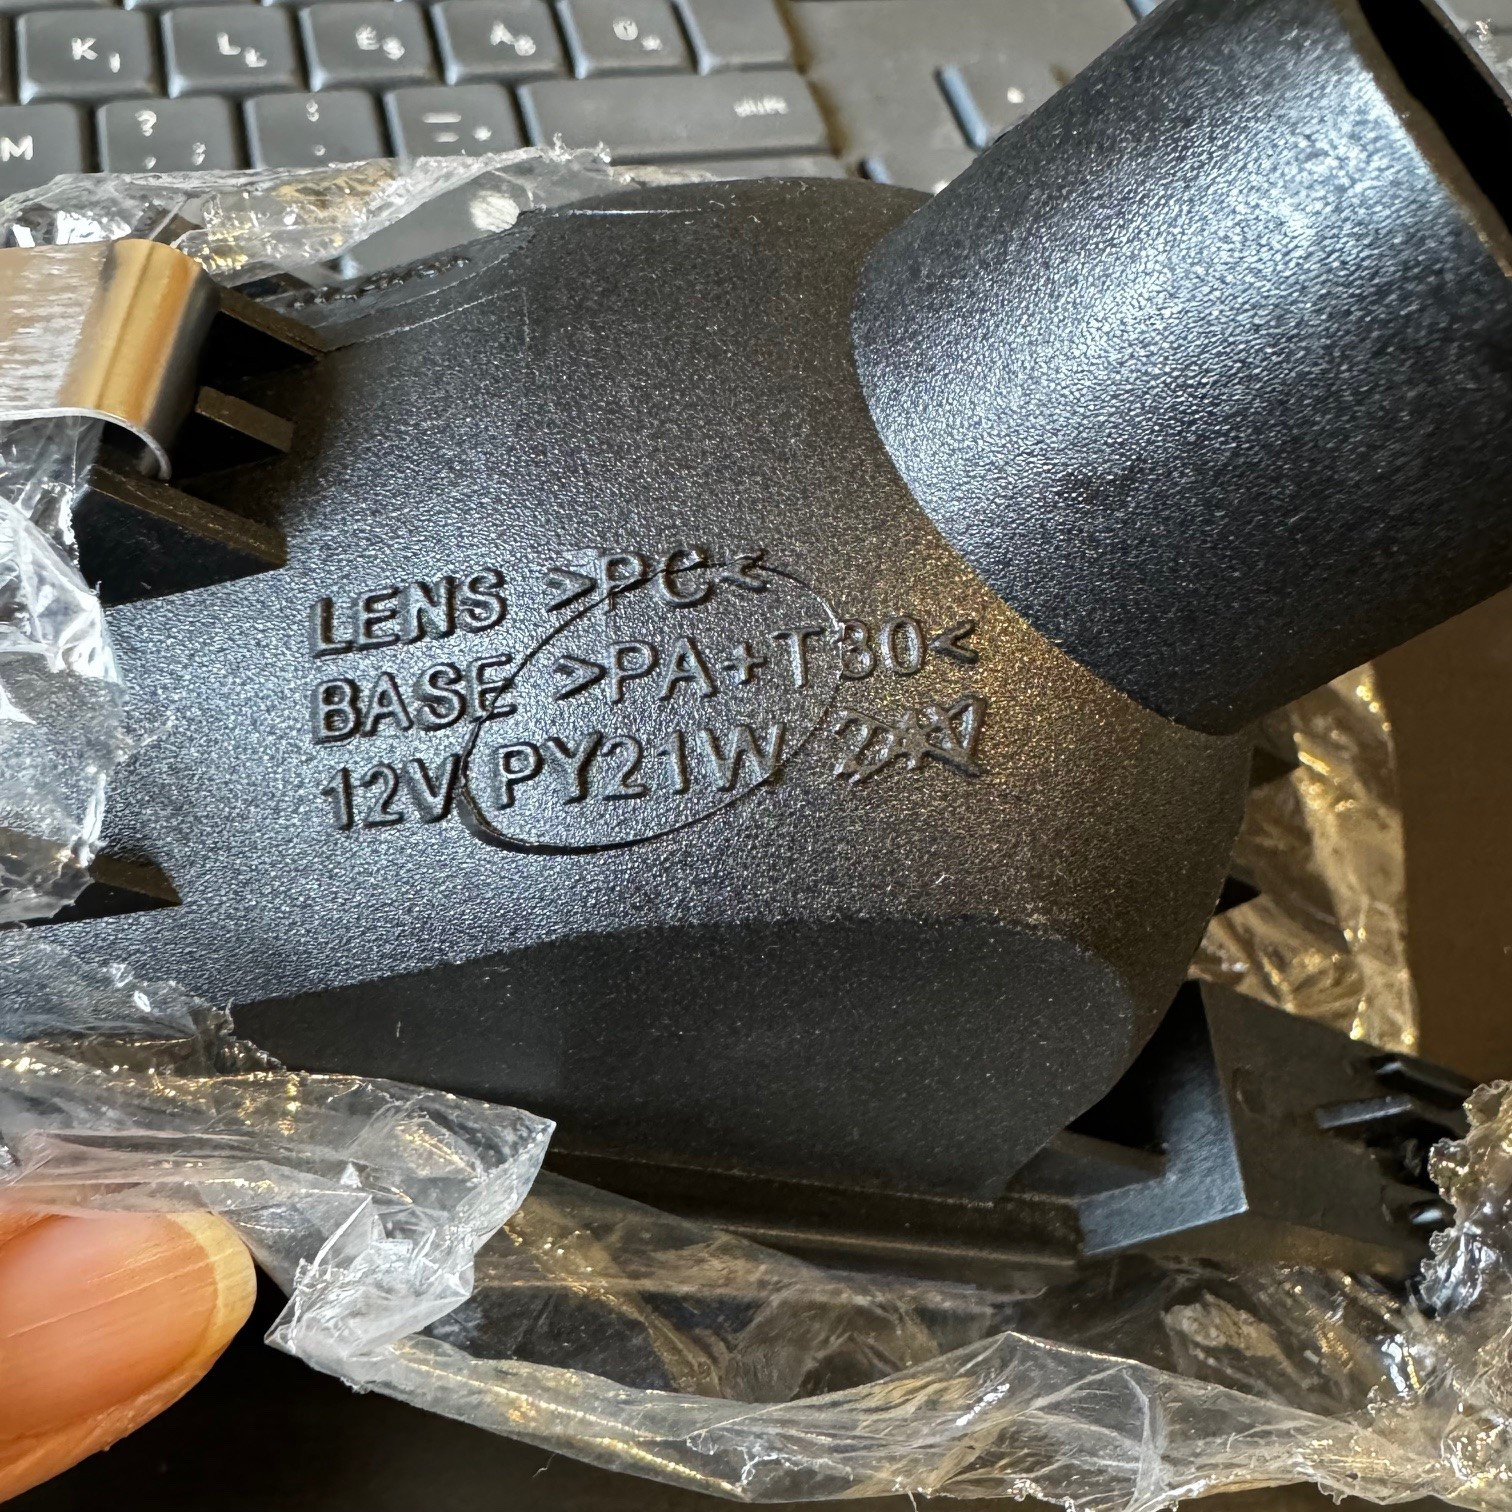 K
L
É
À
M
?
LENS >PC<
BASE >PA+T30<
12V PY21W